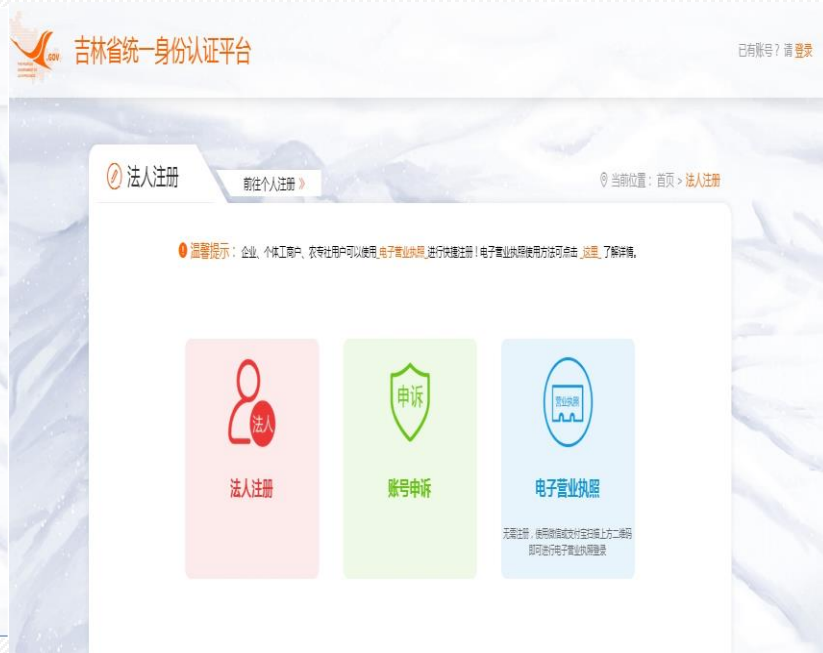 .GOV
吉林省统一身份认证平台
已有账号？请 登录
法人注册
前往个人注册 》
当前位置：首页 > 法人注册
温馨提示：企业、个体工商户、农专社用户可以使用 电子营业执照 进行快捷注册！电子营业执照使用方法可点击 这里 了解详情。
法人
法人注册
申诉
账号申诉
营业执照
电子营业执照
无需注册，使用微信或支付宝扫描上方二维码
即可进行电子营业执照登录